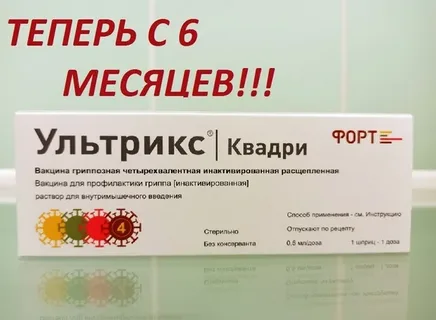 ТЕПЕРЬ С 6
МЕСЯЦЕВ!!!
Ультрикс® | Квадри
ФОРТ
Вакцина гриппозная четырехвалентная инактивированная расщепленная
Вакцина для профилактики гриппа [инактивированная]
раствор для внутримышечного введения
Способ применения - см. Инструкцию
Стерильно
Отпускают по рецепту
Без консерванта
0,5 мл/доза
1 шприц - 1 доза
4